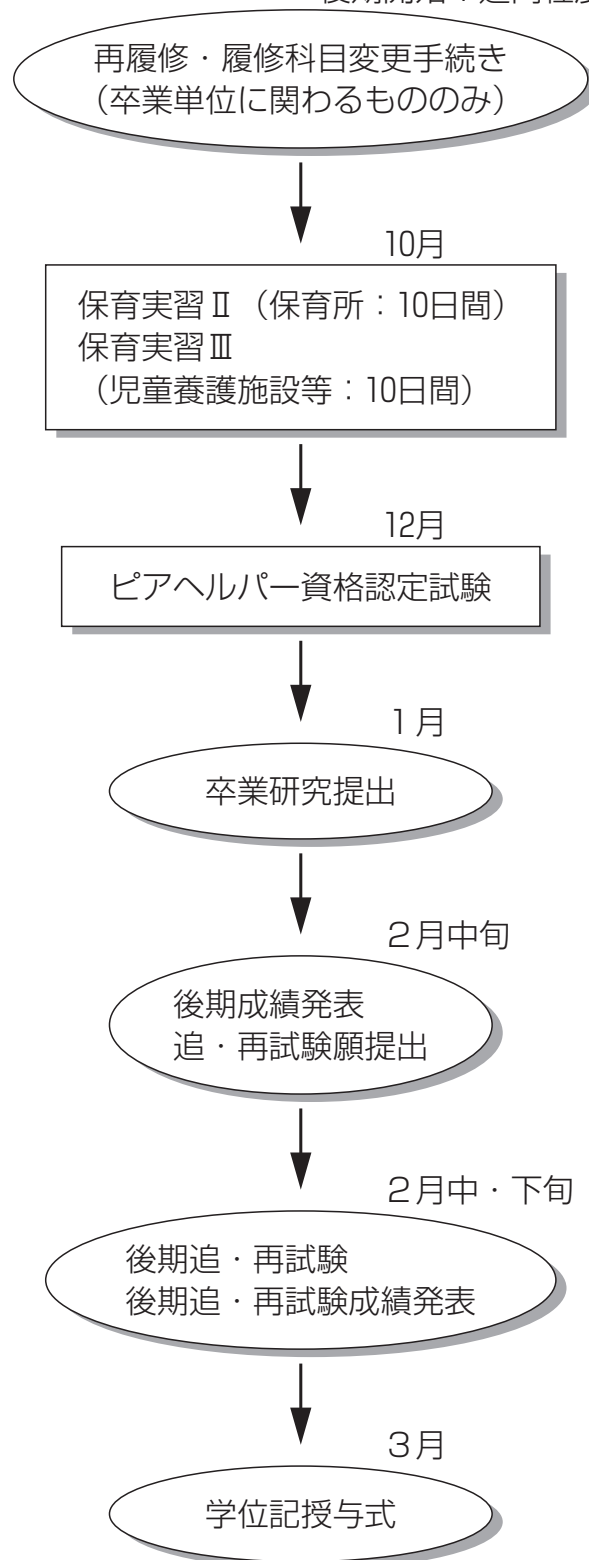 再履修・履修科目変更手続き
（卒業単位に関わるもののみ）
10月
保育実習Ⅱ（保育所：10日間）
保育実習Ⅲ
（児童養護施設等：10日間）
12月
ピアヘルパー資格認定試験
1月
卒業研究提出
2月中旬
後期成績発表
追・再試験願提出
2月中・下旬
後期追・再試験
後期追・再試験成績発表
3月
学位記授与式